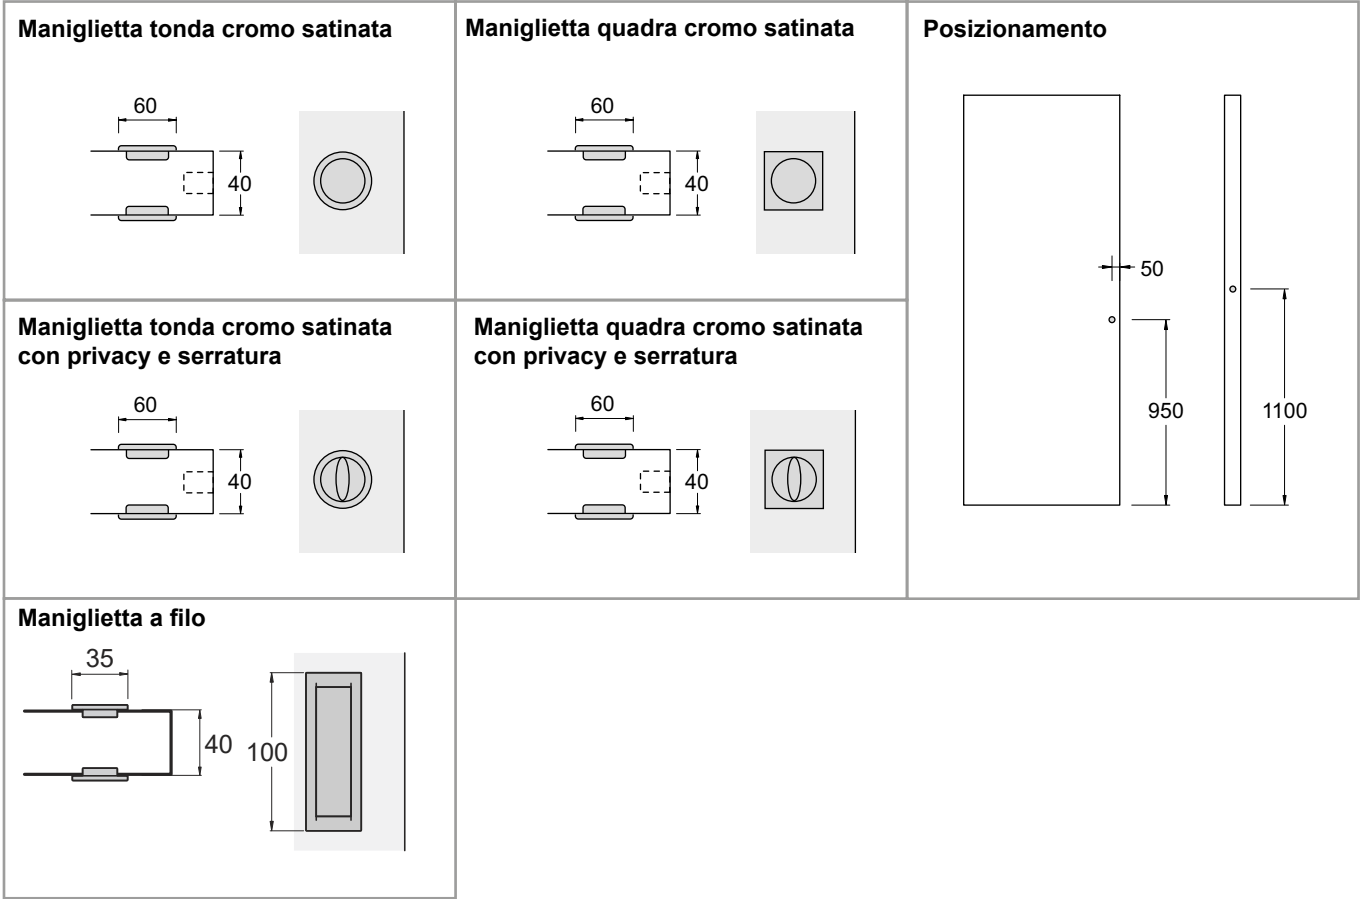 Maniglietta tonda cromo satinata
60
40
Maniglietta quadra cromo satinata
60
40
Posizionamento
50
950
1100
Maniglietta tonda cromo satinata
con privacy e serratura
60
40
Maniglietta quadra cromo satinata
con privacy e serratura
60
40
Maniglietta a filo
35
40
100